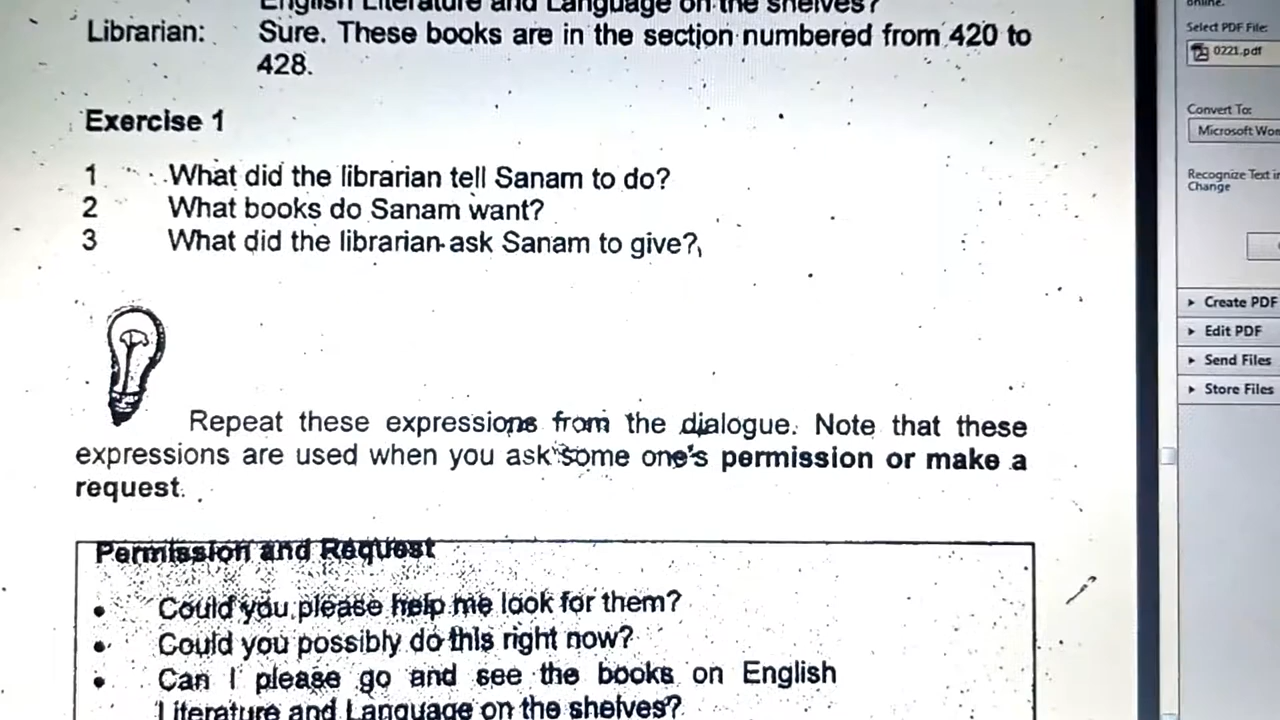 English Literature and Language on the shelves?
Librarian: Sure. These books are in the section numbered from 420 to
428.
Exercise 1
1 What did the librarian tell Sanam to do?
2 What books do Sanam want?
3 What did the librarian ask Sanam to give?
Repeat these expressions from the dialogue. Note that these
expressions are used when you ask some one's permission or make a
request.
Permission and Request
• Could you please help me look for them?
• Could you possibly do this right now?
• Can I please go and see the books on English
Literature and Language on the shelves?
online.
Select PDF File:
0221.pdf
Convert To:
Microsoft Wor
Recognize Text in
Change
Create PDF
Edit PDF
Send Files
Store Files